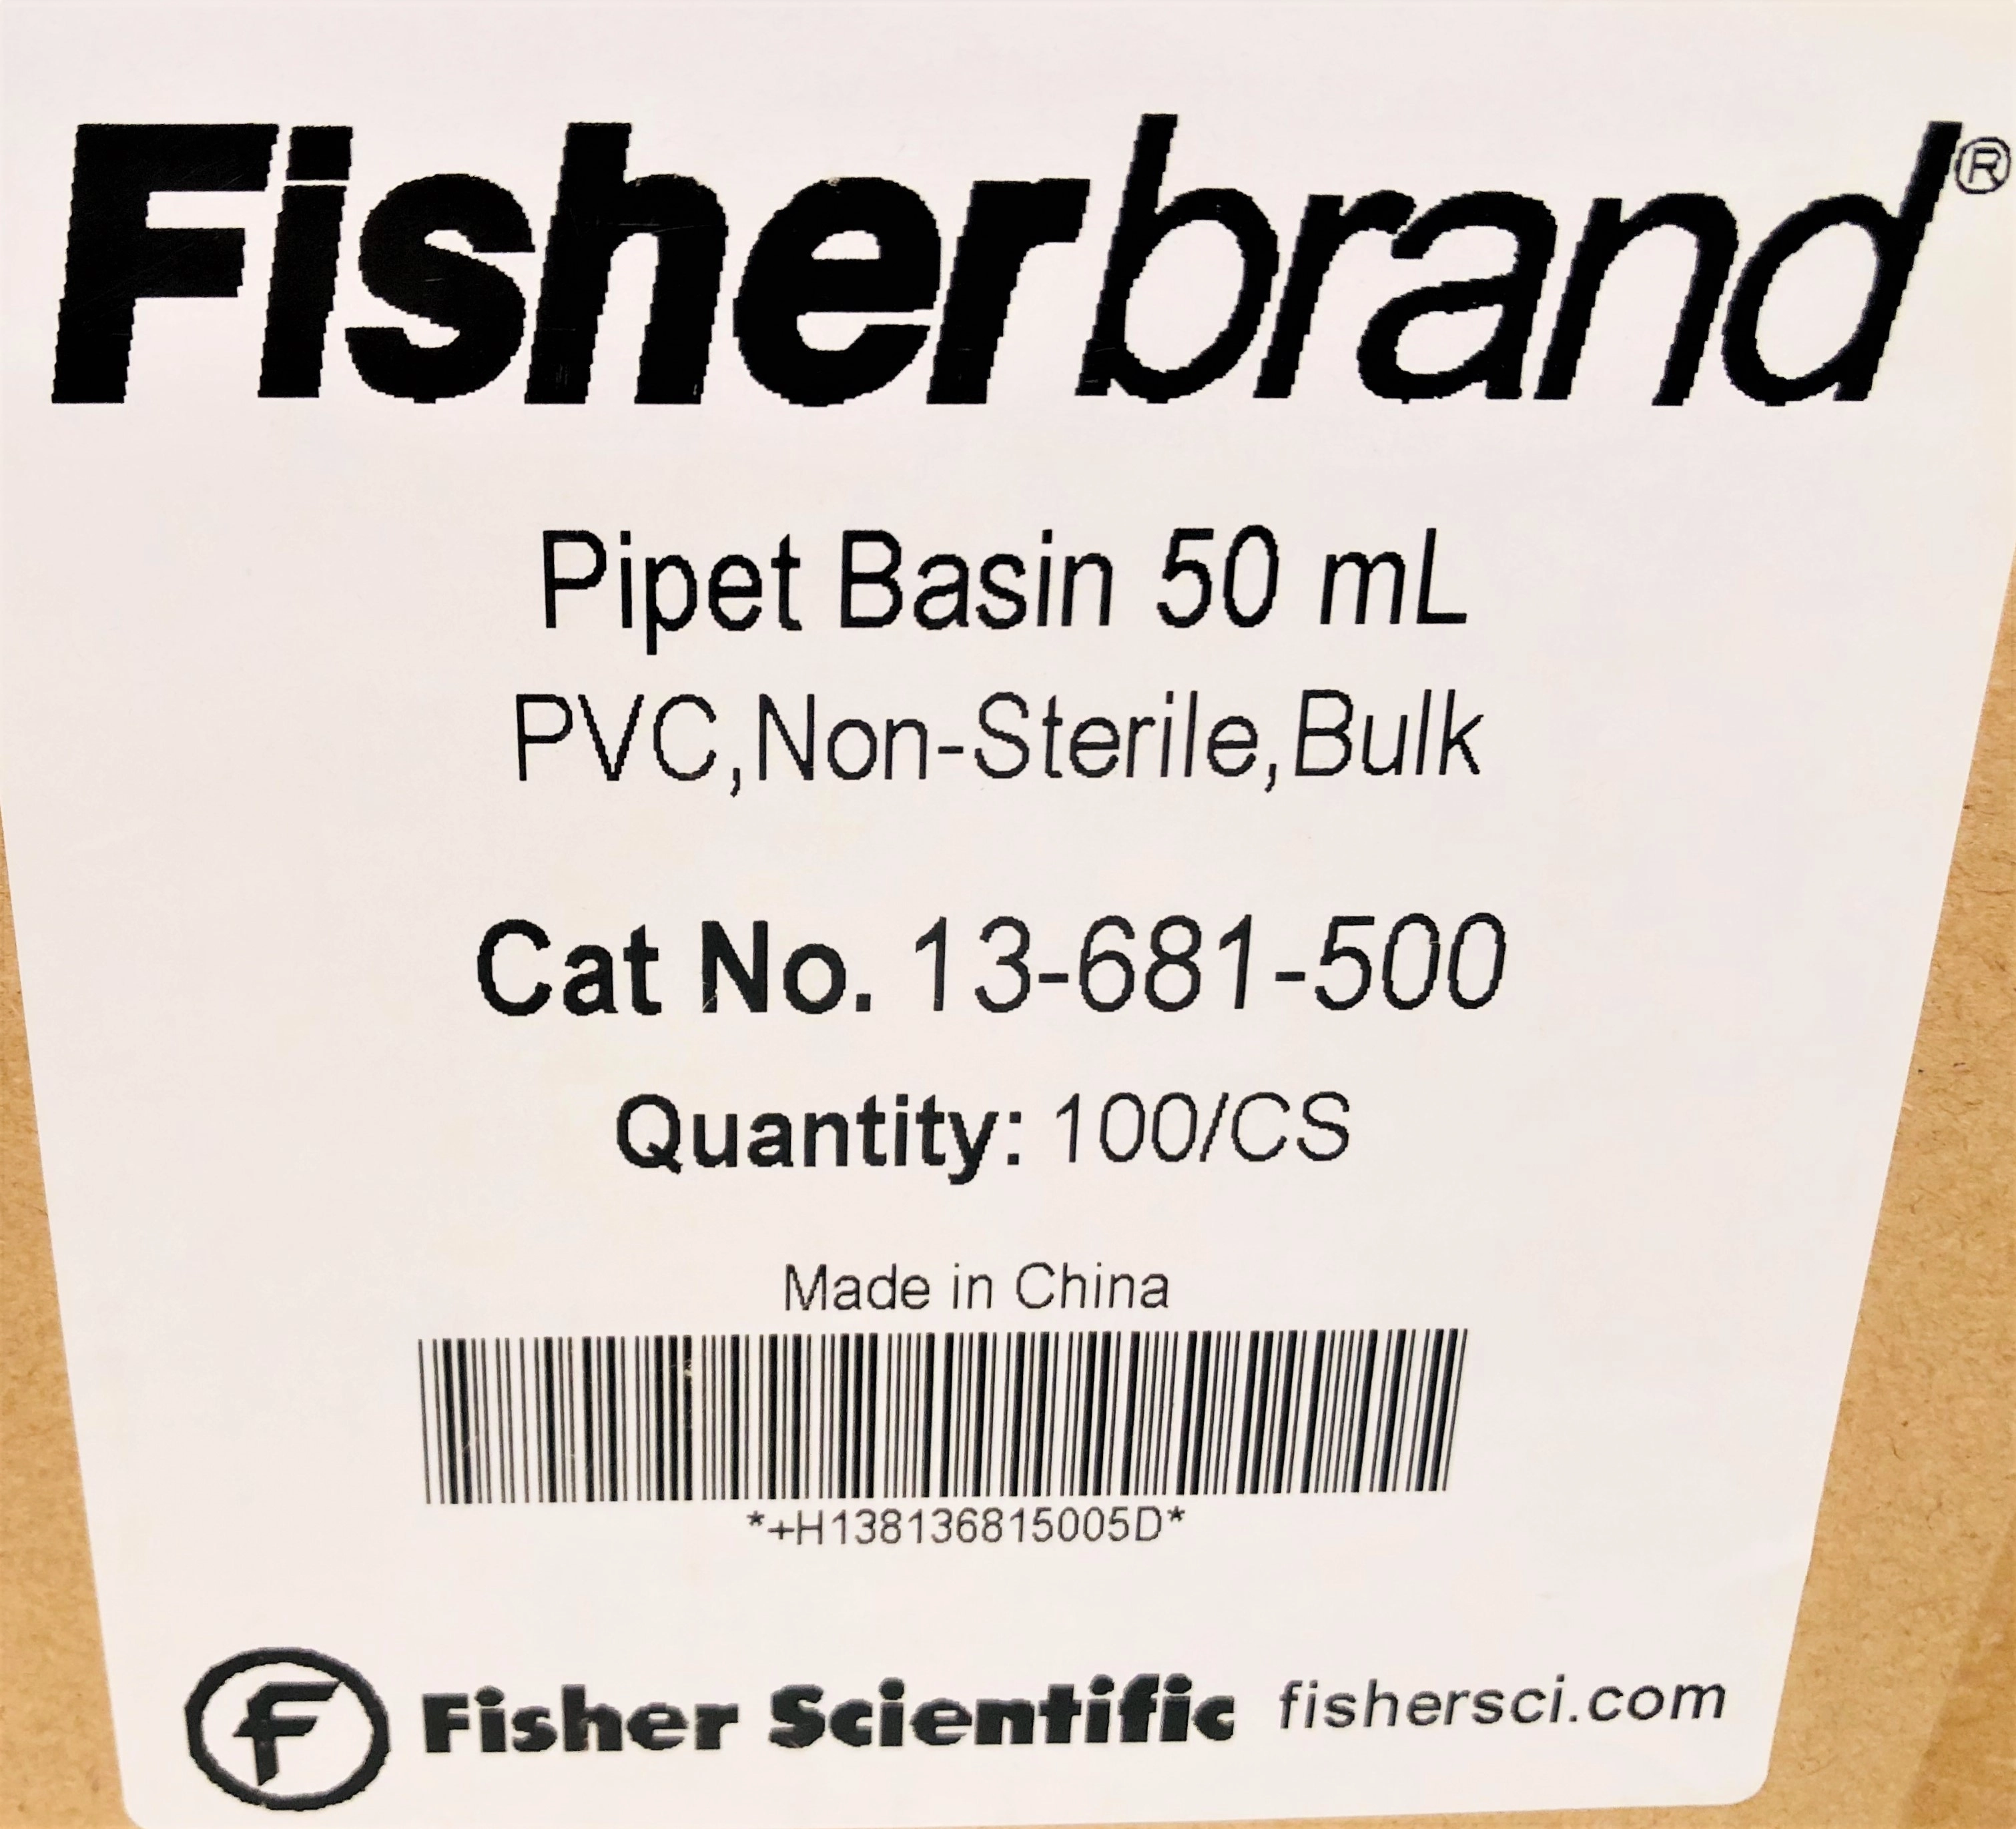 Fisherbrand®
Pipet Basin 50 mL
PVC,Non-Sterile,Bulk
Cat No. 13-681-500
Quantity: 100/CS
Made in China
*+H138136815005D*
F Fisher Scientific fishersci.com